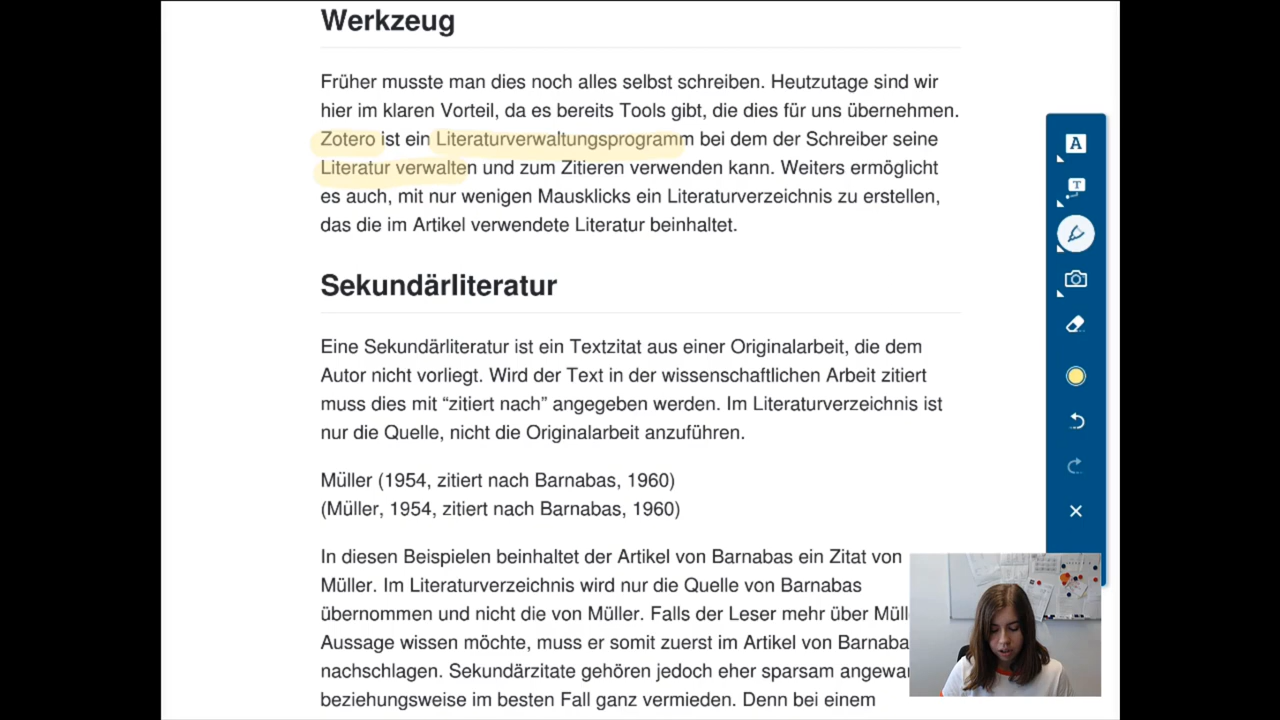 Werkzeug
Früher musste man dies noch alles selbst schreiben. Heutzutage sind wir
hier im klaren Vorteil, da es bereits Tools gibt, die dies für uns übernehmen.
Zotero ist ein Literaturverwaltungsprogramm bei dem der Schreiber seine
Literatur verwalten und zum Zitieren verwenden kann. Weiters ermöglicht
es auch, mit nur wenigen Mausklicks ein Literaturverzeichnis zu erstellen,
das die im Artikel verwendete Literatur beinhaltet.
Sekundärliteratur
Eine Sekundärliteratur ist ein Textzitat aus einer Originalarbeit, die dem
Autor nicht vorliegt. Wird der Text in der wissenschaftlichen Arbeit zitiert
muss dies mit “zitiert nach” angegeben werden. Im Literaturverzeichnis ist
nur die Quelle, nicht die Originalarbeit anzuführen.
Müller (1954, zitiert nach Barnabas, 1960)
(Müller, 1954, zitiert nach Barnabas, 1960)
In diesen Beispielen beinhaltet der Artikel von Barnabas ein Zitat von
Müller. Im Literaturverzeichnis wird nur die Quelle von Barnabas
übernommen und nicht die von Müller. Falls der Leser mehr über Müll
Aussage wissen möchte, muss er somit zuerst im Artikel von Barnaba
nachschlagen. Sekundärzitate gehören jedoch eher sparsam angewa
beziehungsweise im besten Fall ganz vermieden. Denn bei einem
A
T